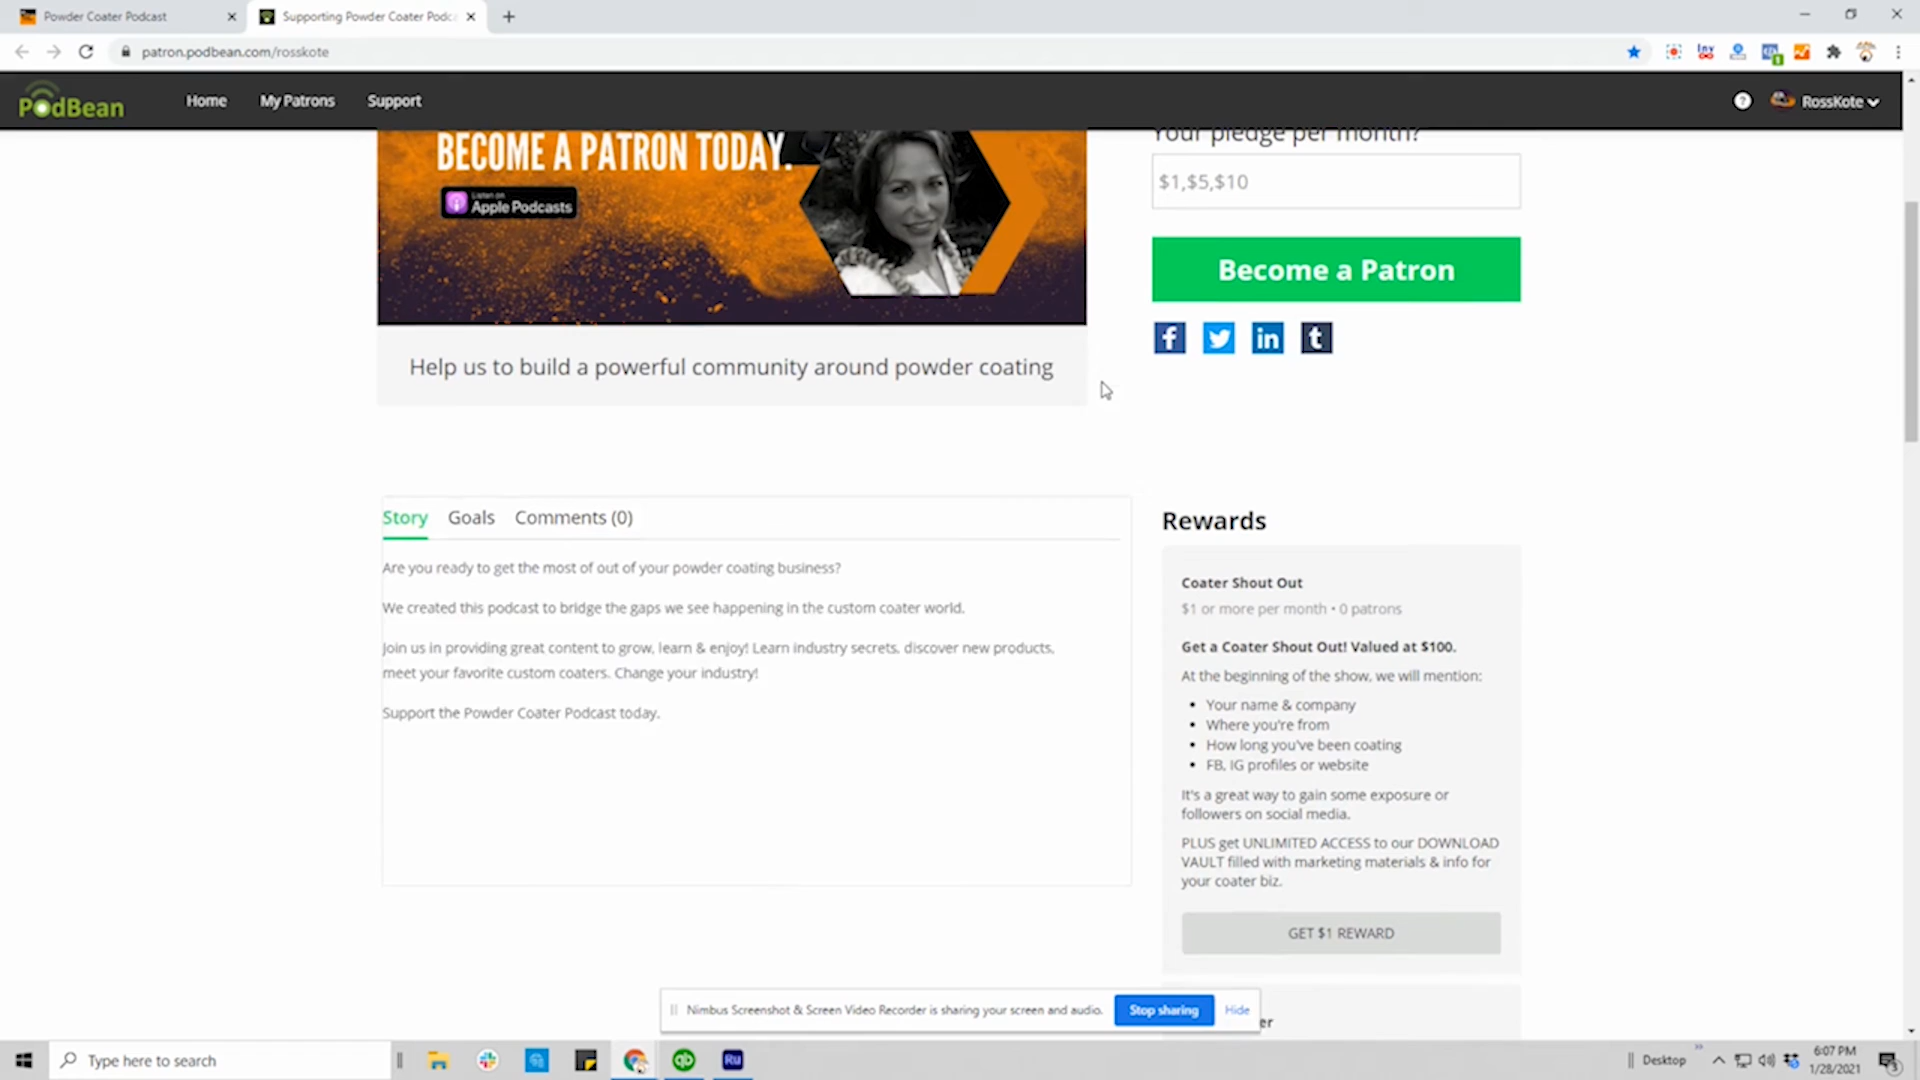 Powder Coater Podcast
Supporting Powder Coater Podc
patron.podbean.com/rosskote
PodBean
Home
My Patrons
Support
RossKote
BECOME A PATRON TODAY.
Listen on
Apple Podcasts
Help us to build a powerful community around powder coating
Your pledge per month?
$1,$5,$10
Become a Patron
Story
Goals
Comments (0)
Are you ready to get the most of out of your powder coating business?
We created this podcast to bridge the gaps we see happening in the custom coater world.
Join us in providing great content to grow, learn & enjoy! Learn industry secrets, discover new products,
meet your favorite custom coaters. Change your industry!
Support the Powder Coater Podcast today.
Rewards
Coater Shout Out
$1 or more per month • 0 patrons
Get a Coater Shout Out! Valued at $100.
At the beginning of the show, we will mention:
• Your name & company
• Where you're from
• How long you've been coating
• FB, IG profiles or website
It's a great way to gain some exposure or
followers on social media.
PLUS get UNLIMITED ACCESS to our DOWNLOAD
VAULT filled with marketing materials & info for
your coater biz.
GET $1 REWARD
er
Nimbus Screenshot & Screen Video Recorder is sharing your screen and audio.
Stop sharing
Hide
Type here to search
Ru
Desktop
6:07 PM
1/28/2021